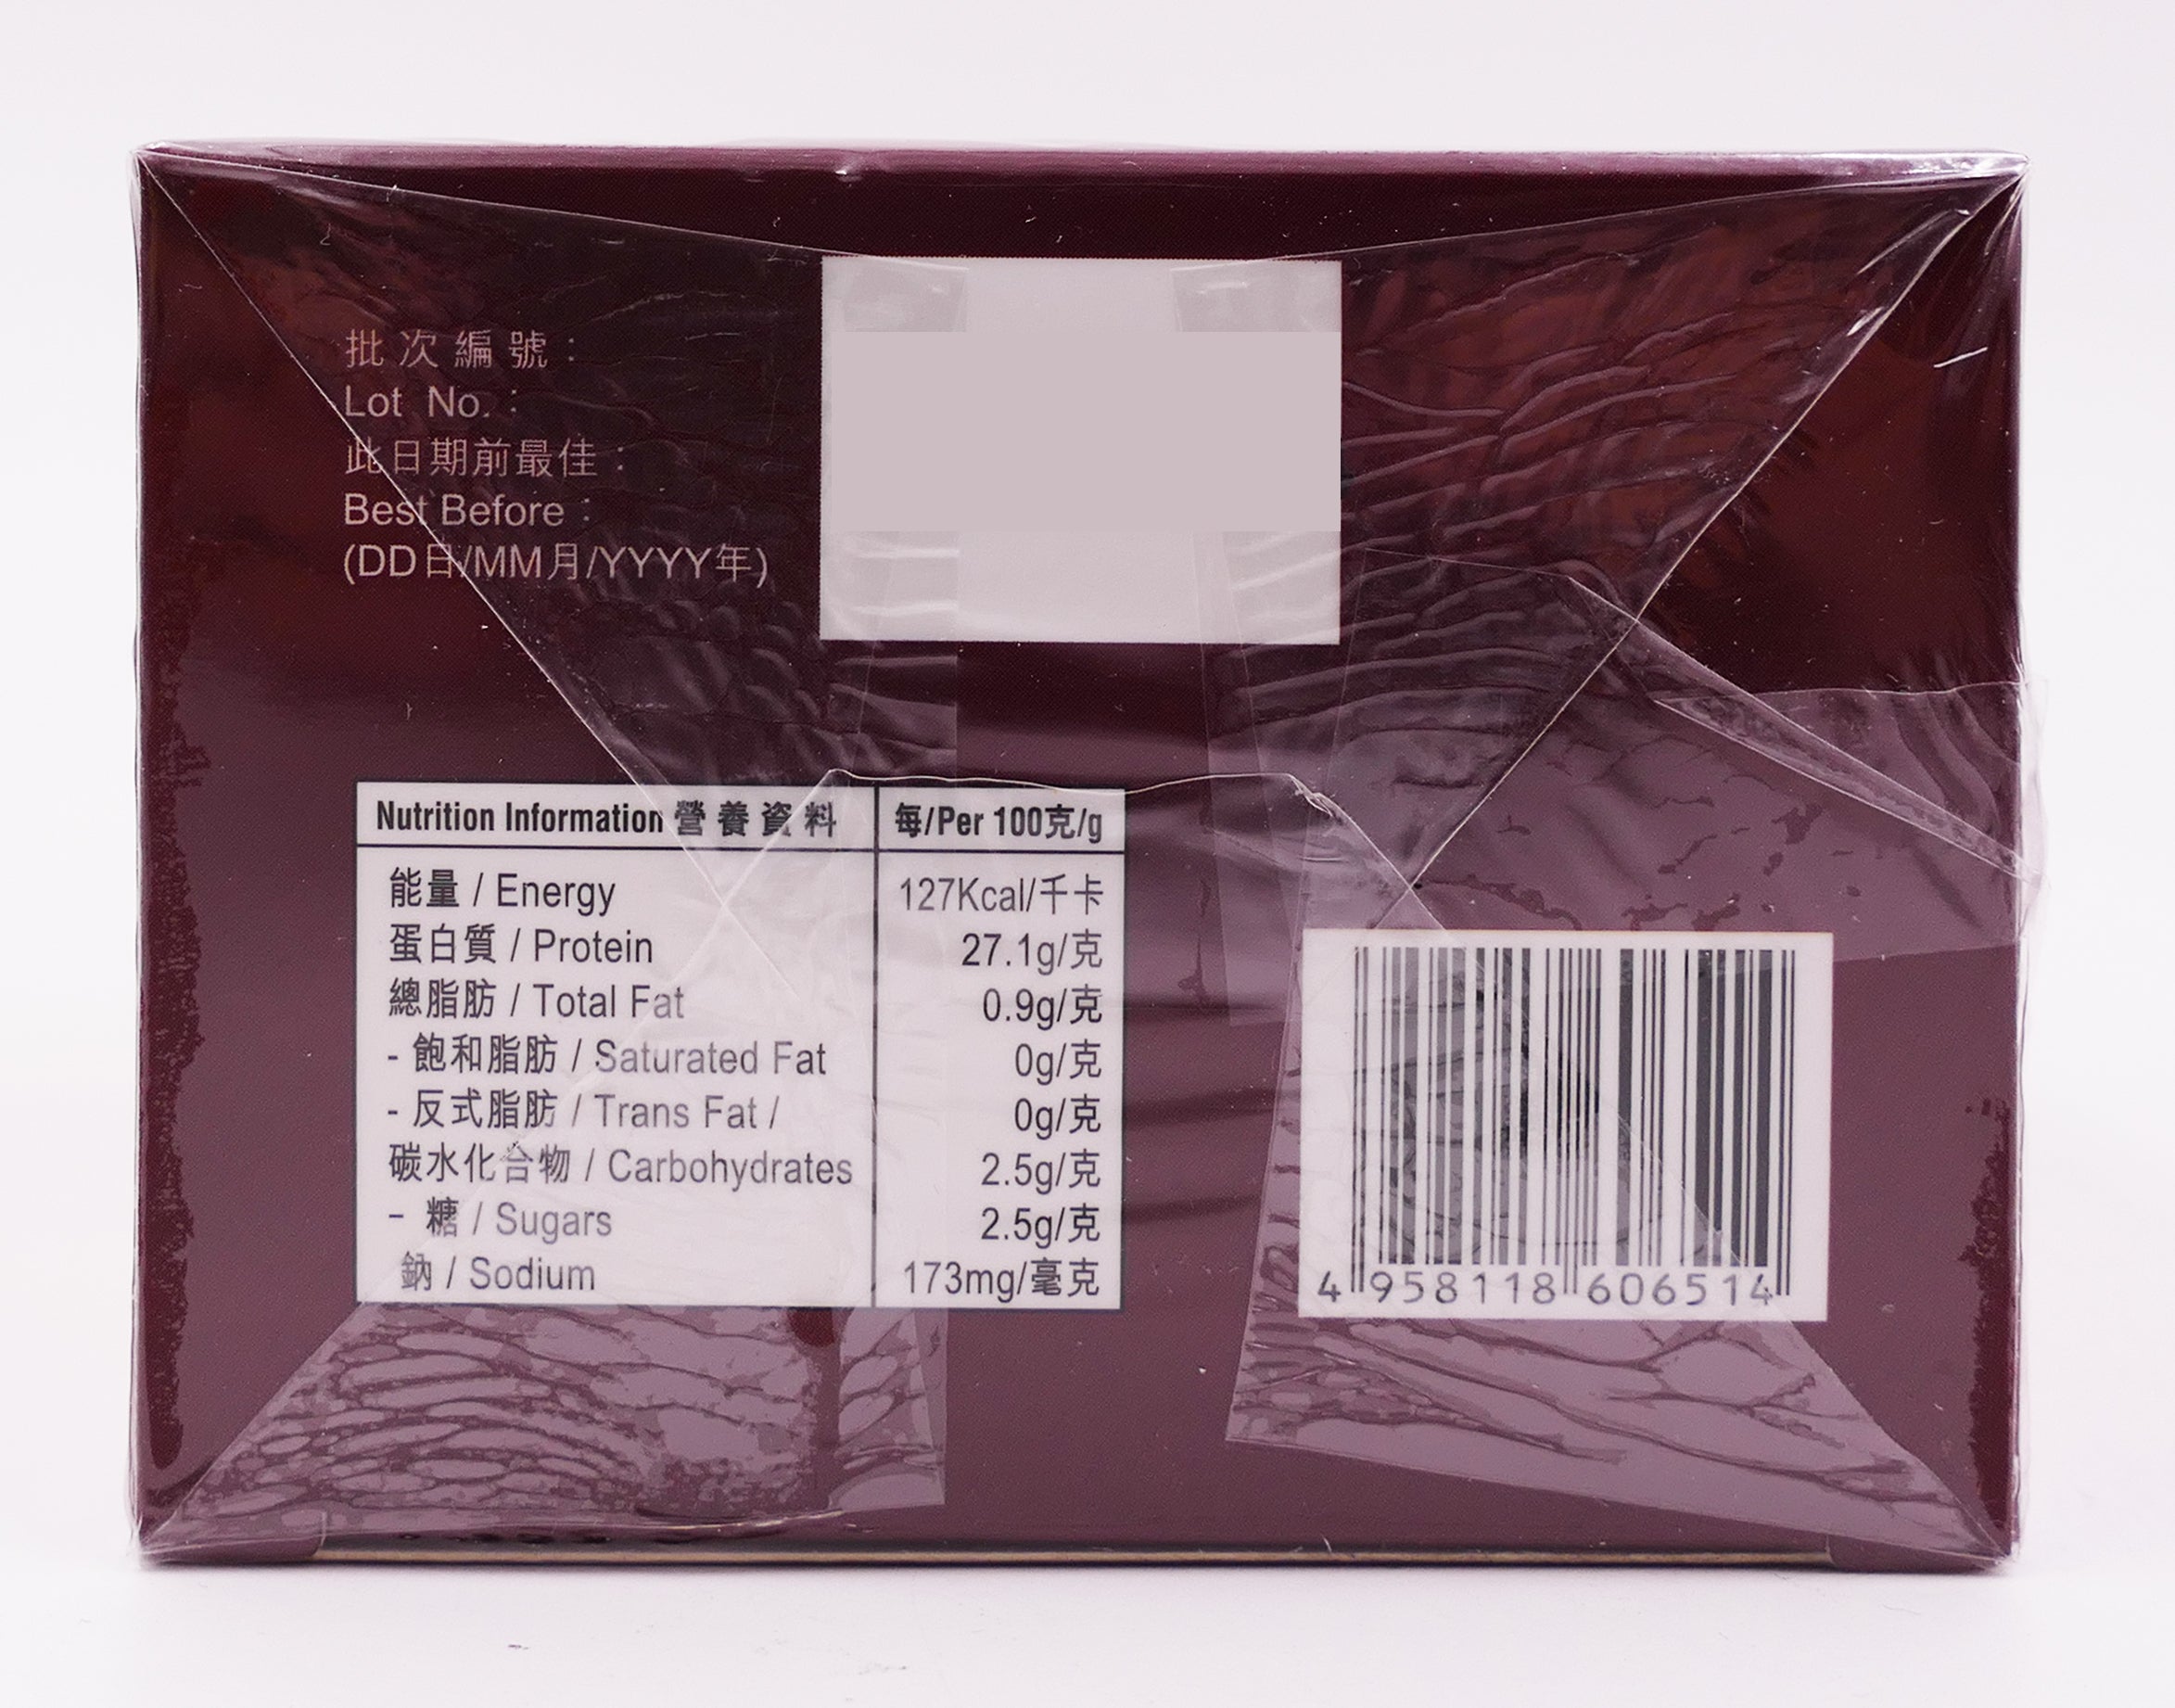 批次編號：
Lot No.：
此日期前最佳：
Best Before：
(DD日/MM月/YYYY年)
Nutrition Information 營養資料 每/Per 100克/g
能量 / Energy 127Kcal/千卡
蛋白質 / Protein 27.1g/克
總脂肪 / Total Fat 0.9g/克
- 飽和脂肪 / Saturated Fat 0g/克
- 反式脂肪 / Trans Fat / 0g/克
碳水化合物 / Carbohydrates 2.5g/克
- 糖 / Sugars 2.5g/克
鈉 / Sodium 173mg/毫克
4 958118 606514